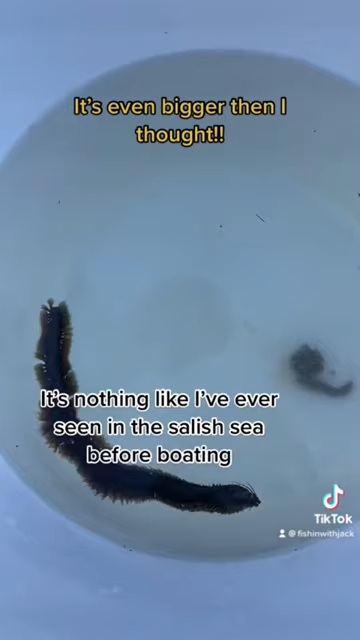 It's even bigger then I
thought!!
It's nothing like I've ever
seen in the salish sea
before boating
TikTok
@fishinwithjack